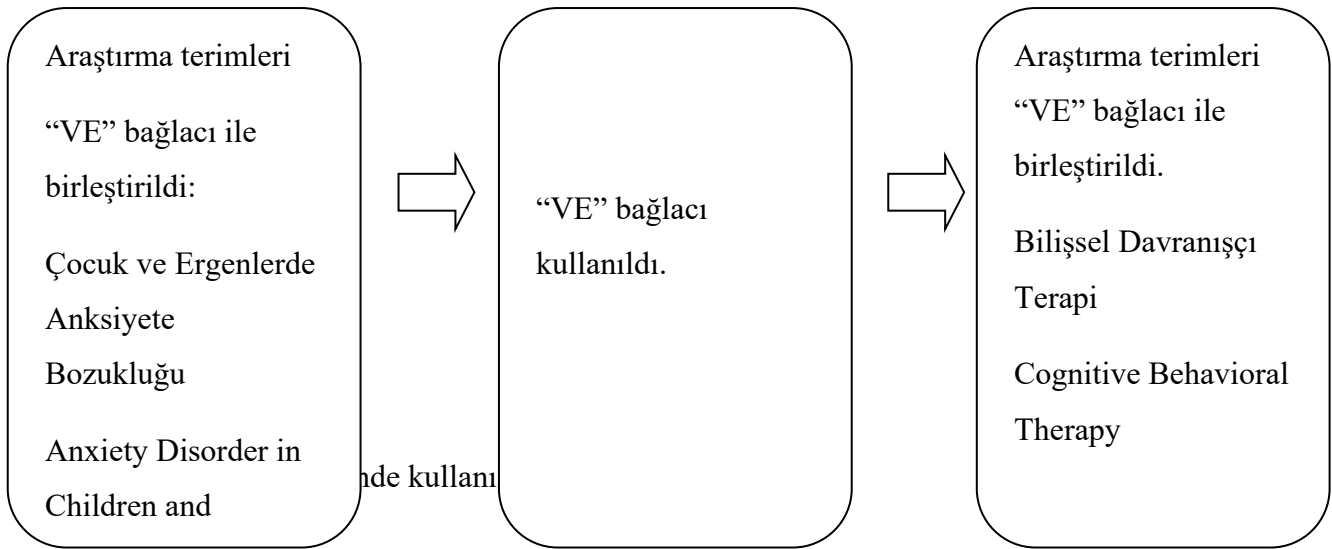 Araştırma terimleri
“VE” bağlacı ile
birleştirildi:
Çocuk ve Ergenlerde
Anksiyete
Bozukluğu
Anxiety Disorder in
Children and
“VE” bağlacı
kullanıldı.
Araştırma terimleri
“VE” bağlacı ile
birleştirildi.
Bilişsel Davranışçı
Terapi
Cognitive Behavioral
Therapy